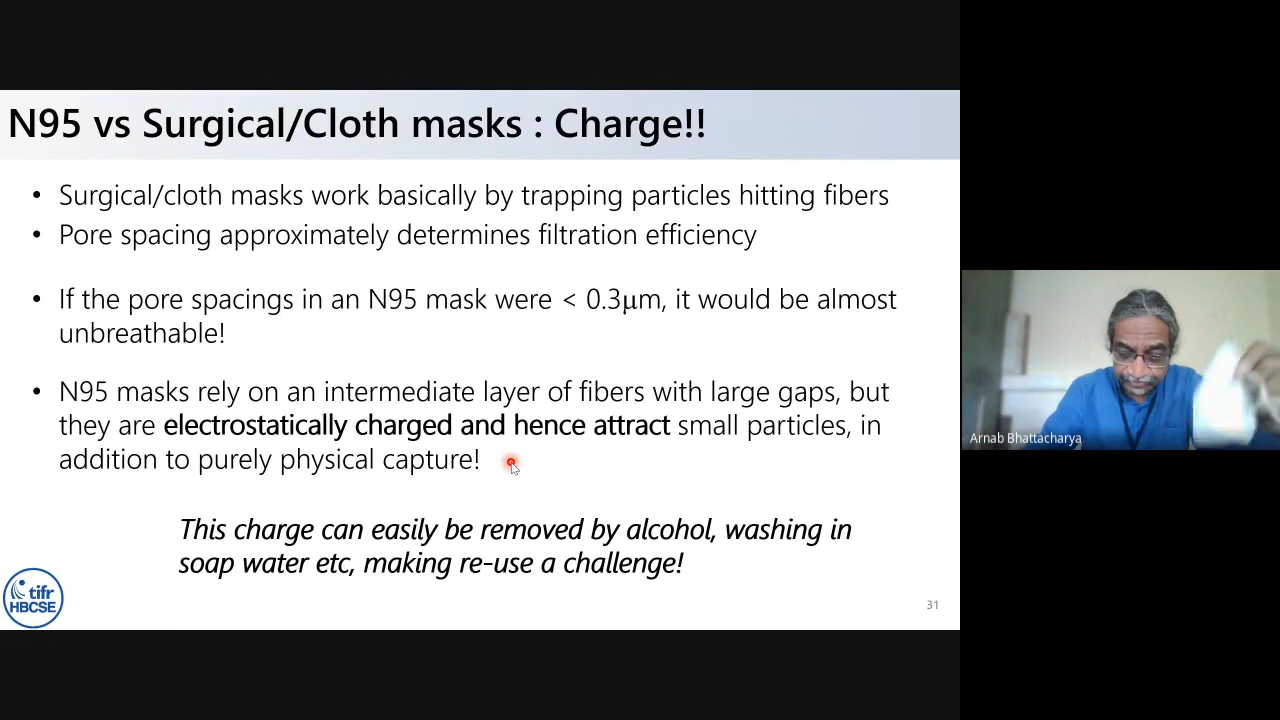 N95 vs Surgical/Cloth masks : Charge!!
• Surgical/cloth masks work basically by trapping particles hitting fibers
• Pore spacing approximately determines filtration efficiency
• If the pore spacings in an N95 mask were < 0.3μm, it would be almost
unbreathable!
• N95 masks rely on an intermediate layer of fibers with large gaps, but
they are electrostatically charged and hence attract small particles, in
addition to purely physical capture!
This charge can easily be removed by alcohol, washing in
soap water etc, making re-use a challenge!
tifr
HBCSE
31
Arnab Bhattacharya